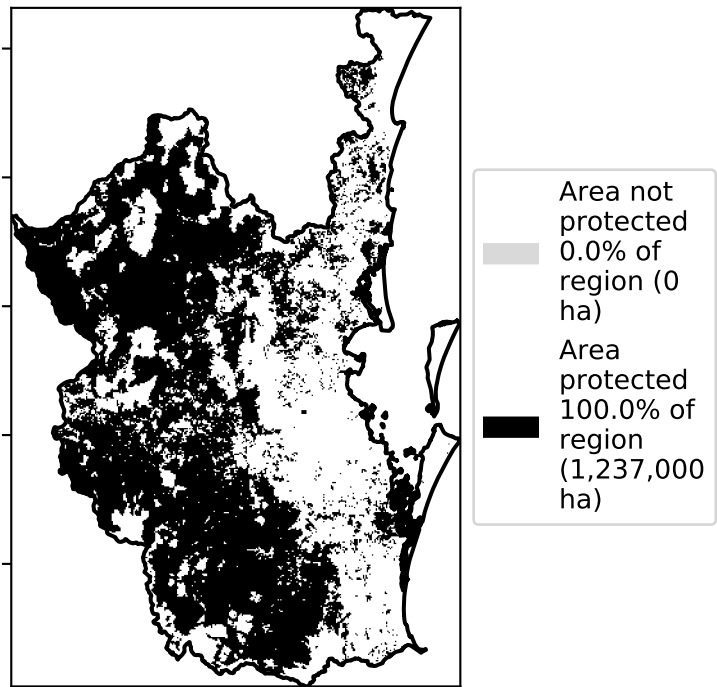 Area not
protected
0.0% of
region (0
ha)
Area
protected
100.0% of
region
(1,237,000
ha)